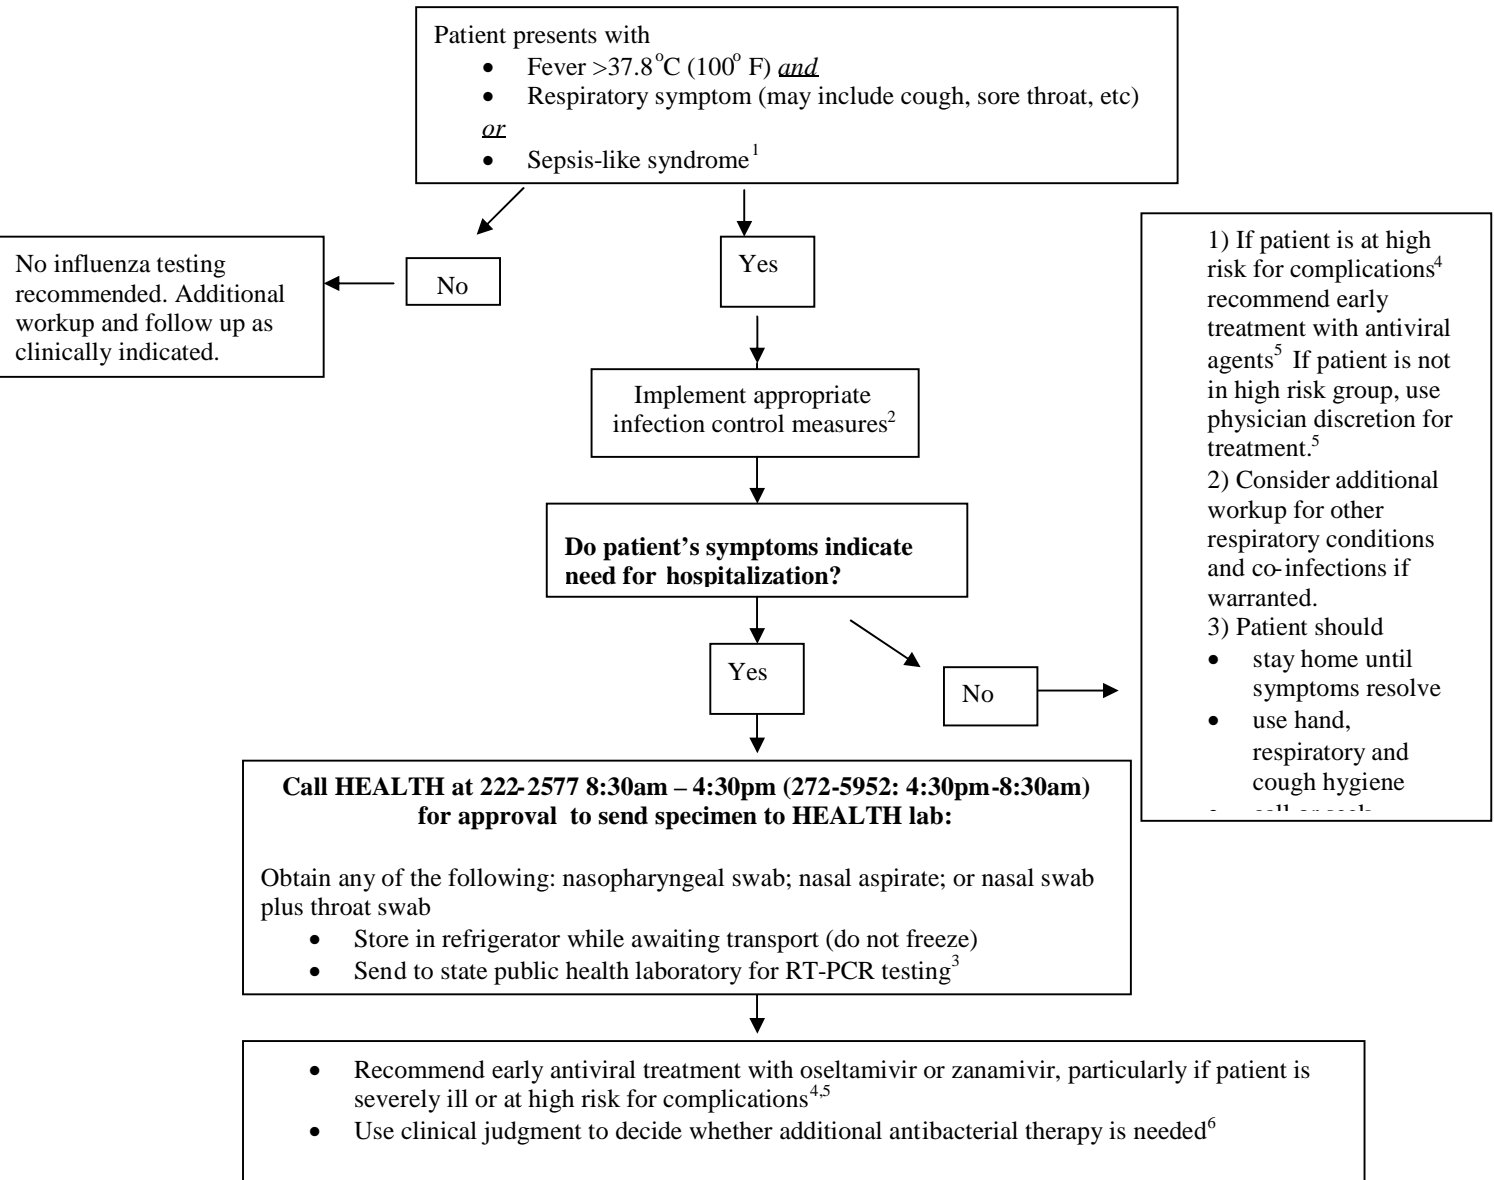 Patient presents with
• Fever >37.8°C (100° F) and
• Respiratory symptom (may include cough, sore throat, etc)
or
• Sepsis-like syndrome1
No influenza testing
recommended. Additional
workup and follow up as
clinically indicated.
No
Yes
Implement appropriate
infection control measures2
Do patient’s symptoms indicate
need for hospitalization?
Yes
No
1) If patient is at high
risk for complications4
recommend early
treatment with antiviral
agents5 If patient is not
in high risk group, use
physician discretion for
treatment.5
2) Consider additional
workup for other
respiratory conditions
and co-infections if
warranted.
3) Patient should
• stay home until
symptoms resolve
• use hand,
respiratory and
cough hygiene
Call HEALTH at 222-2577 8:30am – 4:30pm (272-5952: 4:30pm-8:30am)
for approval to send specimen to HEALTH lab:
Obtain any of the following: nasopharyngeal swab; nasal aspirate; or nasal swab
plus throat swab
• Store in refrigerator while awaiting transport (do not freeze)
• Send to state public health laboratory for RT-PCR testing3
• Recommend early antiviral treatment with oseltamivir or zanamivir, particularly if patient is
severely ill or at high risk for complications4,5
• Use clinical judgment to decide whether additional antibacterial therapy is needed6